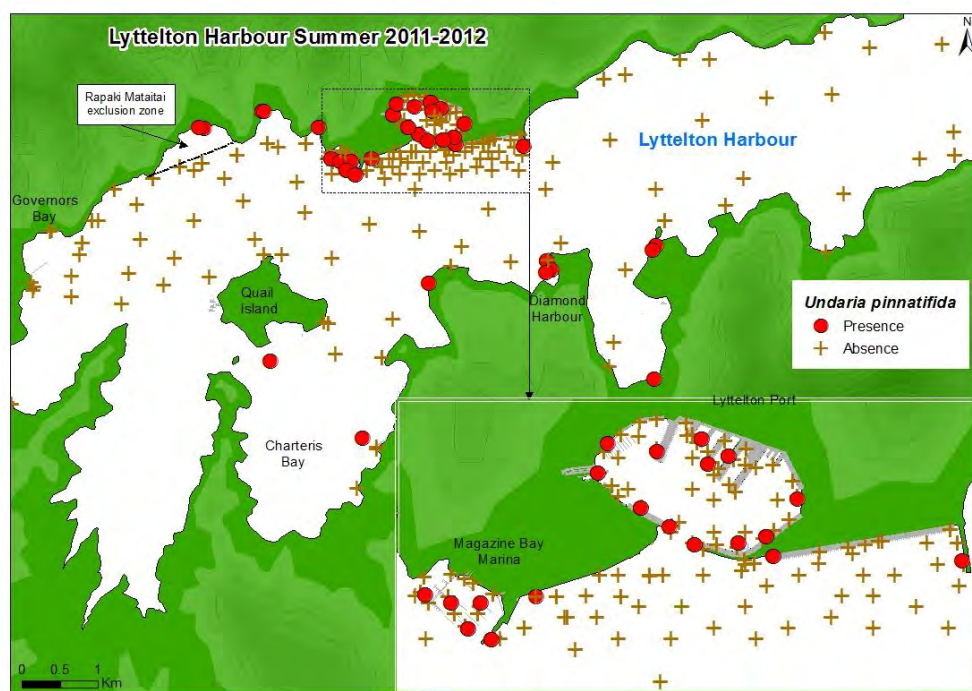 Lyttelton Harbour Summer 2011-2012
N
Rapaki Mataitai
exclusion zone
Lyttelton Harbour
Governors
Bay
Quail
Island
Diamond
Harbour
Undaria pinnatifida
Presence
Absence
Lyttelton Port
Charteris
Bay
Magazine Bay
Marina
0 0.5 1
Km